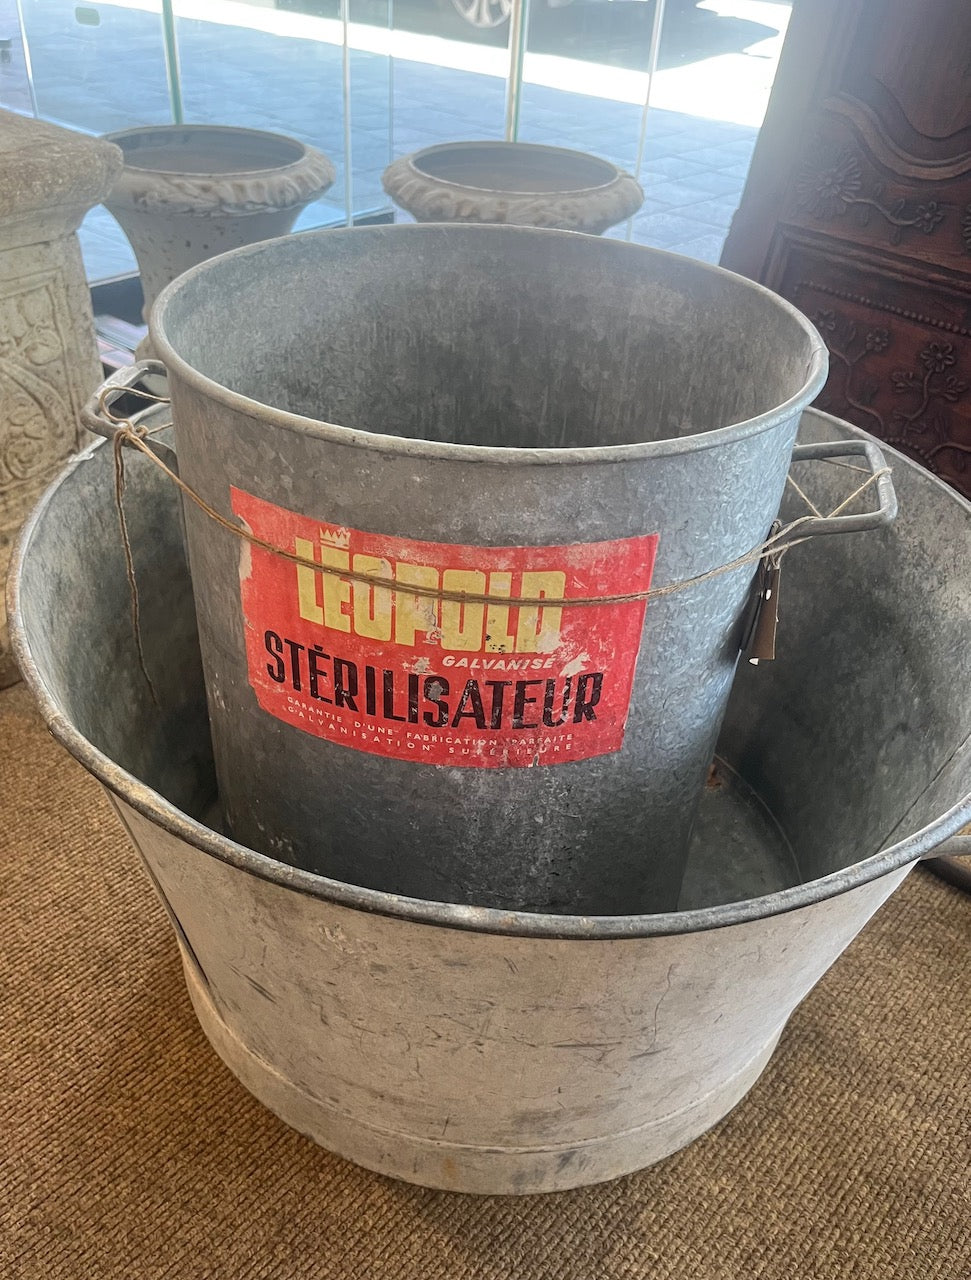 LÉOPOLD
GALVANISÉ
STÉRILISATEUR
GARANTIE D'UNE FABRICATION PARFAITE
GALVANISATION SUPÉRIEURE